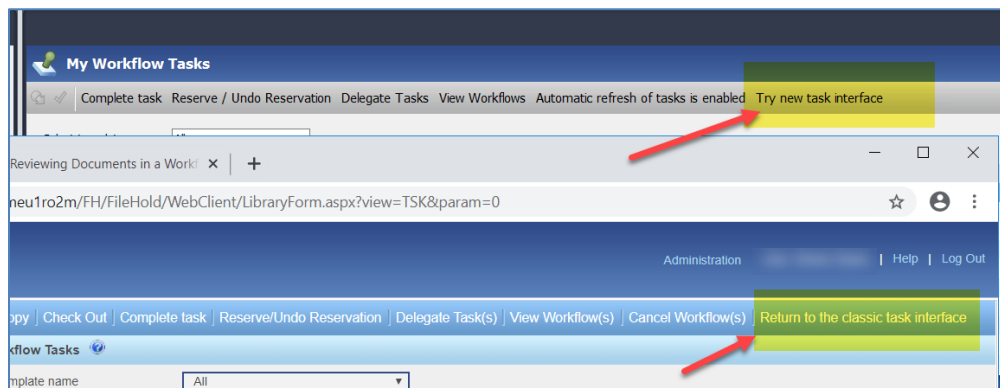 My Workflow Tasks
Complete task Reserve / Undo Reservation Delegate Tasks View Workflows Automatic refresh of tasks is enabled Try new task interface
Reviewing Documents in a Workf
neu1ro2m/FH/FileHold/WebClient/LibraryForm.aspx?view=TSK&param=0
Administration | Help | Log Out
opy | Check Out | Complete task | Reserve/Undo Reservation | Delegate Task(s) | View Workflow(s) | Cancel Workflow(s) | Return to the classic task interface
kflow Tasks
mplate name All